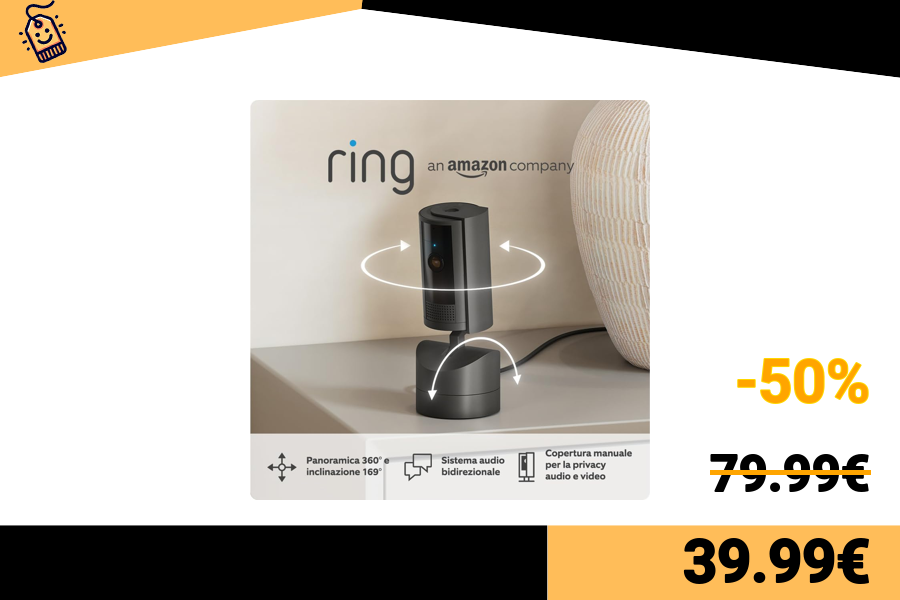 ring an amazon company
Panoramica 360° e
inclinazione 169°
Sistema audio
bidirezionale
Copertura manuale
per la privacy
audio e video
-50%
79.99€
39.99€